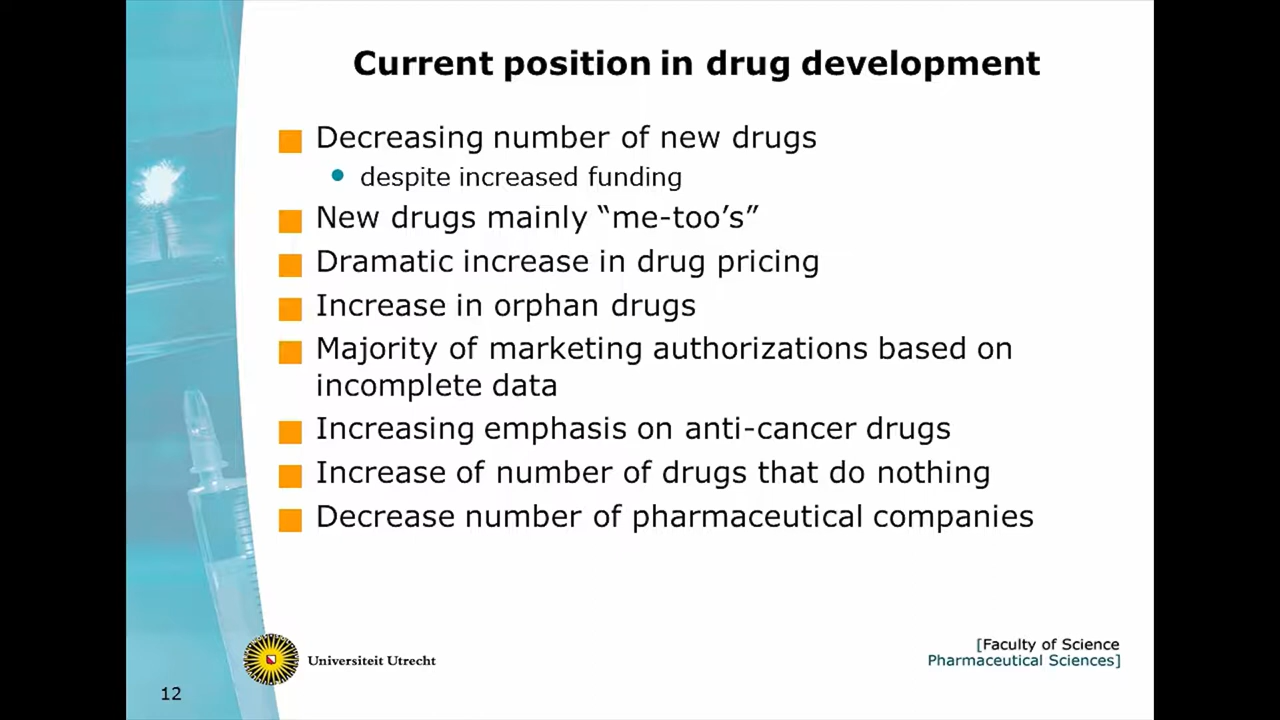 Current position in drug development
Decreasing number of new drugs
despite increased funding
New drugs mainly “me-too’s”
Dramatic increase in drug pricing
Increase in orphan drugs
Majority of marketing authorizations based on
incomplete data
Increasing emphasis on anti-cancer drugs
Increase of number of drugs that do nothing
Decrease number of pharmaceutical companies
Universiteit Utrecht
[Faculty of Science
Pharmaceutical Sciences]
12